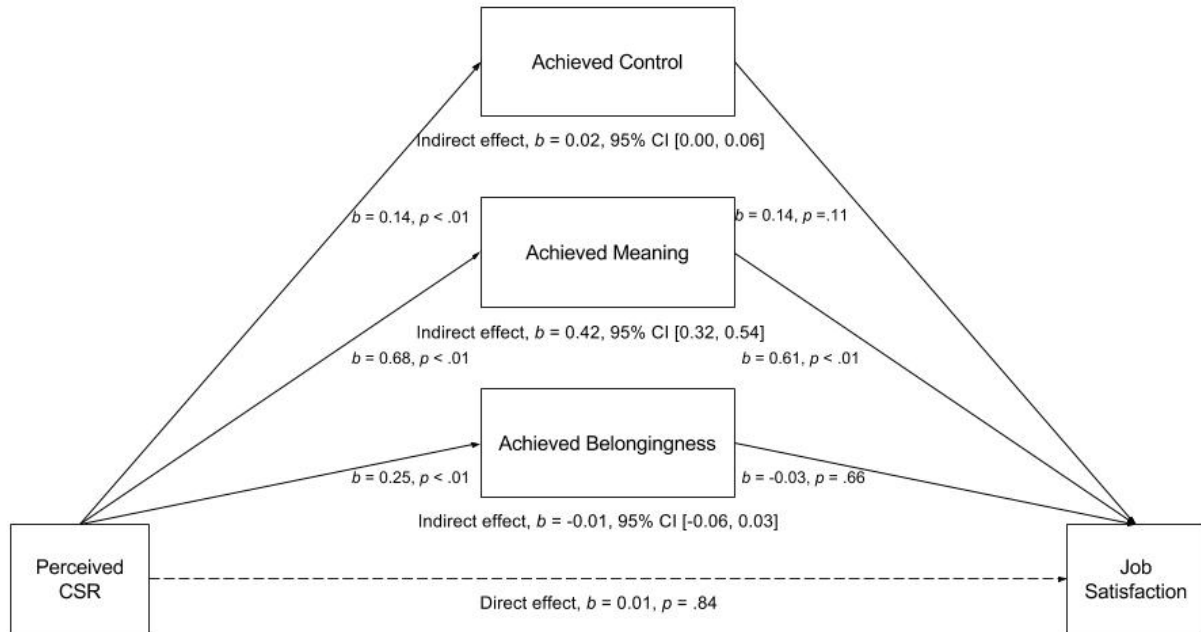 Achieved Control
Indirect effect, b = 0.02, 95% CI [0.00, 0.06]
b = 0.14, p < .01
b = 0.14, p =.11
Achieved Meaning
Indirect effect, b = 0.42, 95% CI [0.32, 0.54]
b = 0.68, p < .01
b = 0.61, p < .01
Achieved Belongingness
b = 0.25, p < .01
b = -0.03, p = .66
Indirect effect, b = -0.01, 95% CI [-0.06, 0.03]
Perceived
CSR
Job
Satisfaction
Direct effect, b = 0.01, p = .84